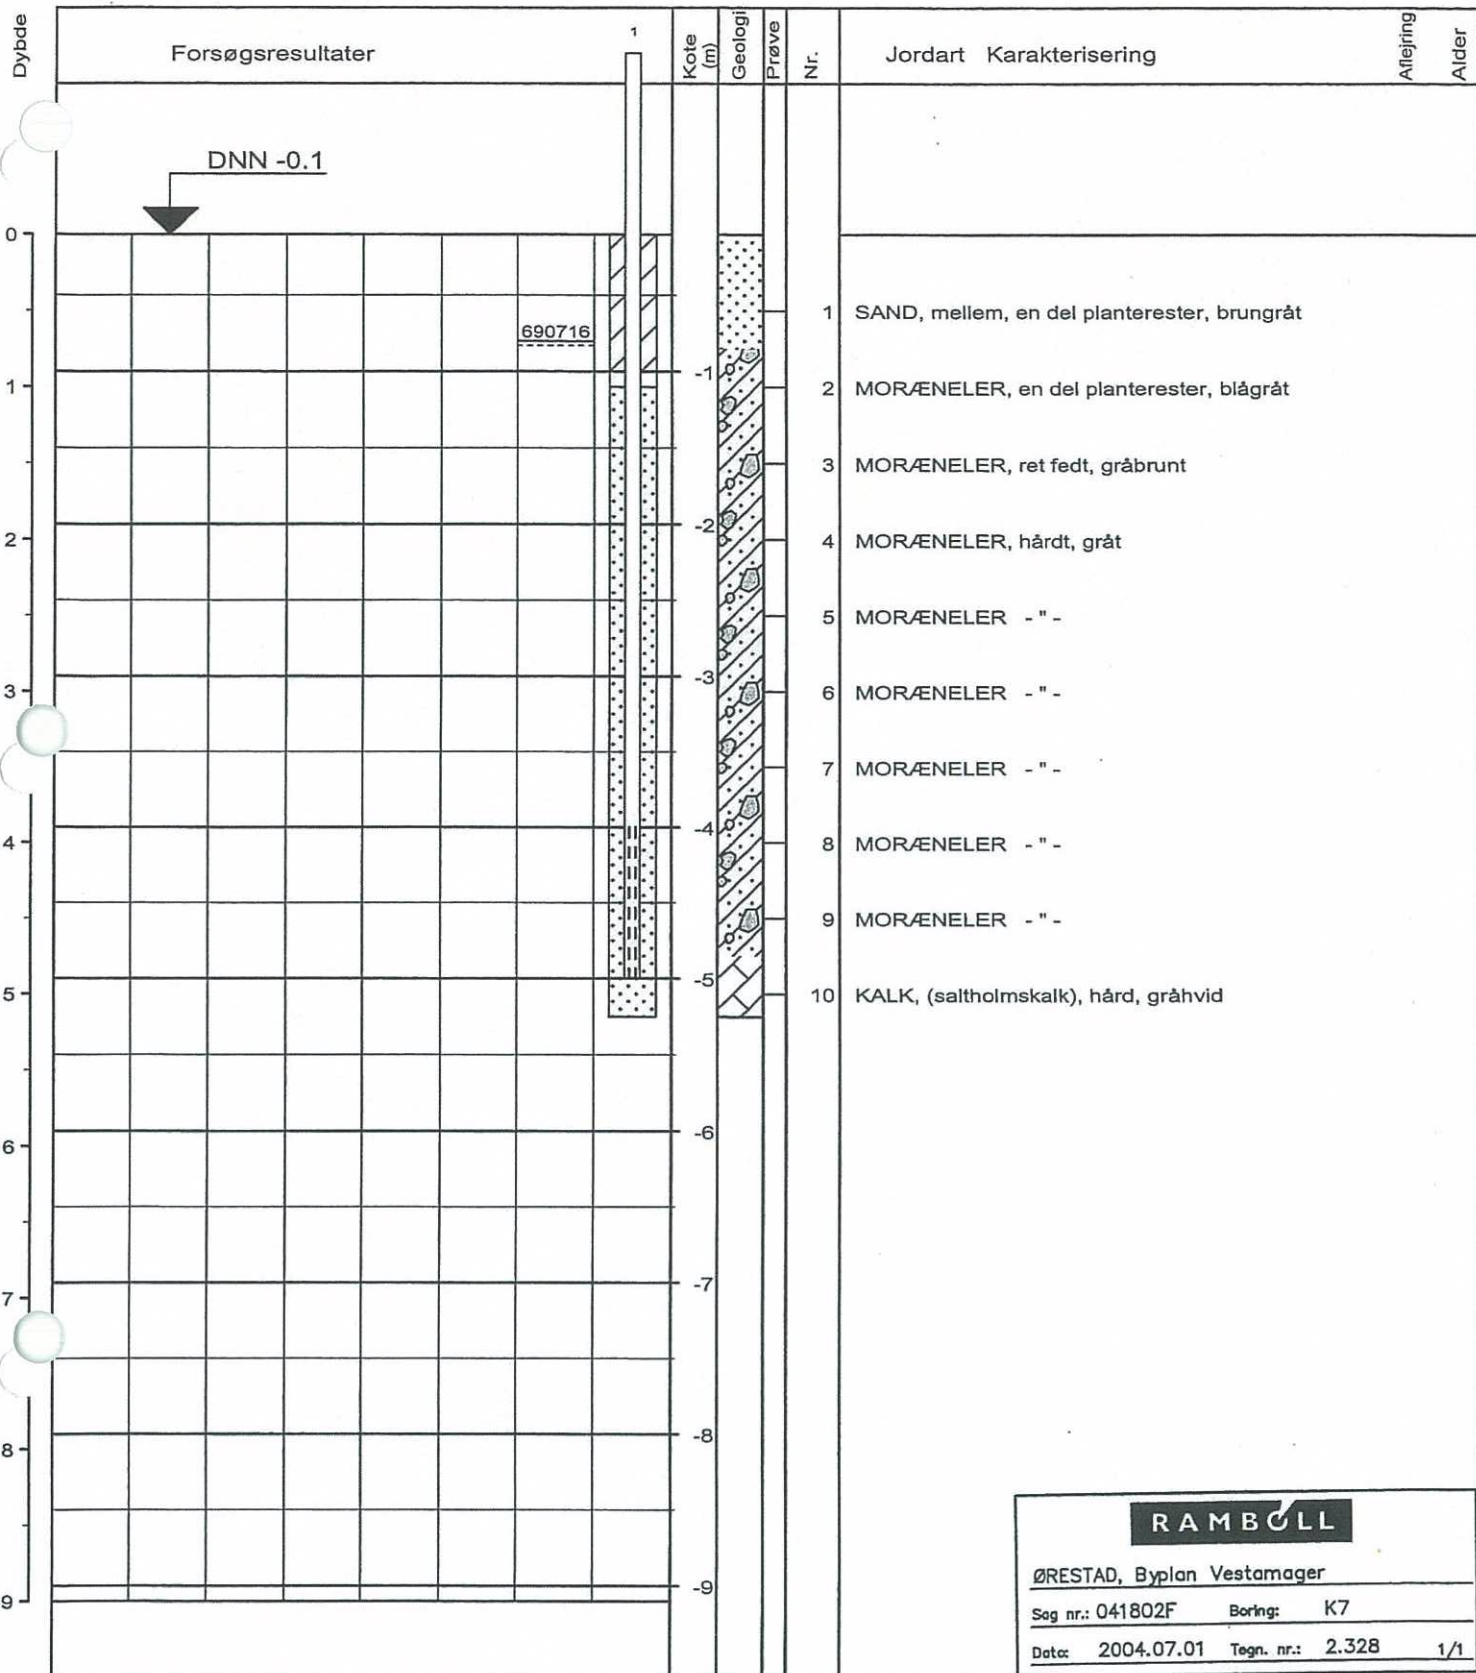 Dybde
Forsøgsresultater
1
Kote (m)
Geologi
Prøve
Nr.
Jordart Karakterisering
Aflejring
Alder
DNN -0.1
0
1 SAND, mellem, en del planterester, brungråt
690716
-1
1
2 MORÆNELER, en del planterester, blågråt
3 MORÆNELER, ret fedt, gråbrunt
-2
2
4 MORÆNELER, hårdt, gråt
5 MORÆNELER - " -
-3
3
6 MORÆNELER - " -
7 MORÆNELER - " -
-4
4
8 MORÆNELER - " -
9 MORÆNELER - " -
-5
5
10 KALK, (saltholmskalk), hård, gråhvid
-6
6
-7
7
-8
8
-9
9
RAMBØLL
ØRESTAD, Byplan Vestamager
Sag nr.: 041802F Boring: K7
Dato: 2004.07.01 Tegn. nr.: 2.328 1/1